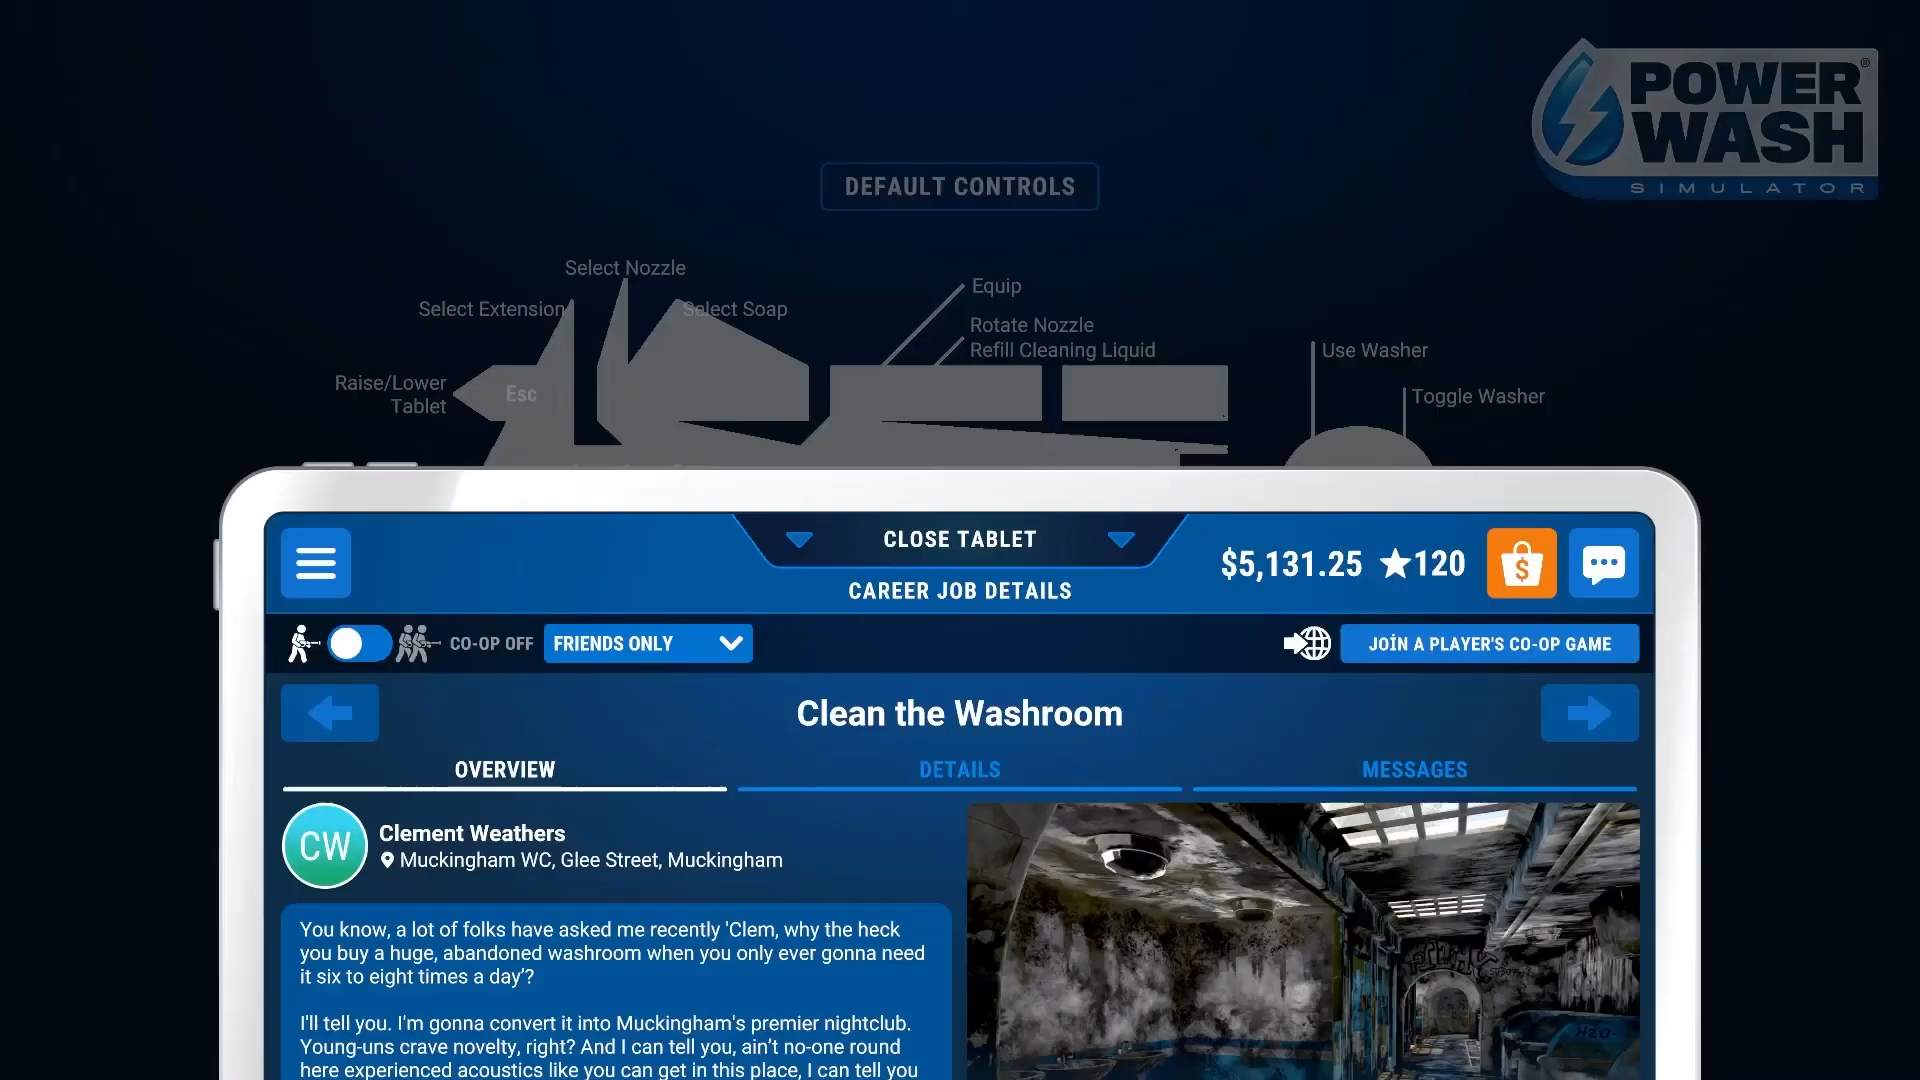 POWER
WASH
SIMULATOR
DEFAULT CONTROLS
Select Nozzle
Select Extension
Select Soap
Equip
Rotate Nozzle
Refill Cleaning Liquid
Use Washer
Raise/Lower
Tablet
Esc
Toggle Washer
CLOSE TABLET
$5,131.25 ★120
CAREER JOB DETAILS
CO-OP OFF
FRIENDS ONLY
JOİN A PLAYER'S CO-OP GAME
Clean the Washroom
OVERVIEW
DETAILS
MESSAGES
CW
Clement Weathers
Muckingham WC, Glee Street, Muckingham
You know, a lot of folks have asked me recently 'Clem, why the heck
you buy a huge, abandoned washroom when you only ever gonna need
it six to eight times a day'?
I'll tell you. I'm gonna convert it into Muckingham's premier nightclub.
Young-uns crave novelty, right? And I can tell you, ain't no-one round
here experienced acoustics like you can get in this place, I can tell you
FILHY
H2O